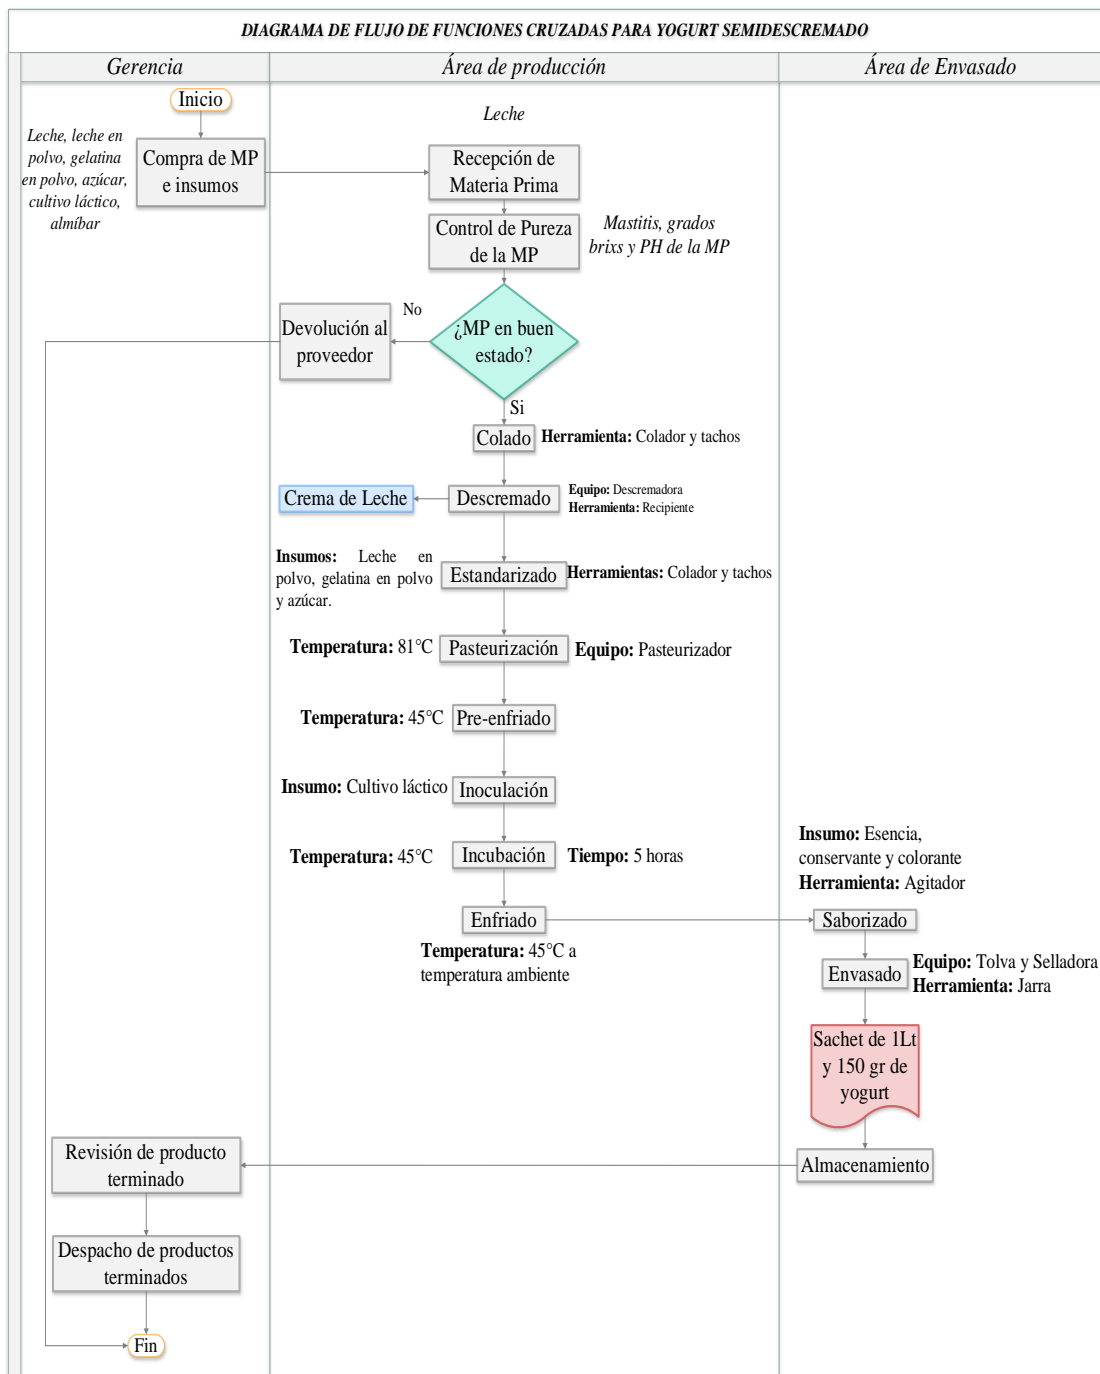 DIAGRAMA DE FLUJO DE FUNCIONES CRUZADAS PARA YOGURT SEMIDESCREMADO
Gerencia
Área de producción
Área de Envasado
Inicio
Leche, leche en
polvo, gelatina
en polvo, azúcar,
cultivo láctico,
almíbar
Compra de MP
e insumos
Leche
Recepción de
Materia Prima
Control de Pureza
de la MP
Mastitis, grados
brixs y PH de la MP
¿MP en buen
estado?
No
Devolución al
proveedor
Si
Colado
Herramienta: Colador y tachos
Crema de Leche
Descremado
Equipo: Descremadora
Herramienta: Recipiente
Insumos: Leche en
polvo, gelatina en polvo
y azúcar.
Estandarizado
Herramientas: Colador y tachos
Temperatura: 81°C
Pasteurización
Equipo: Pasteurizador
Temperatura: 45°C
Pre-enfriado
Insumo: Cultivo láctico
Inoculación
Temperatura: 45°C
Incubación
Tiempo: 5 horas
Enfriado
Temperatura: 45°C a
temperatura ambiente
Insumo: Esencia,
conservante y colorante
Herramienta: Agitador
Saborizado
Envasado
Equipo: Tolva y Selladora
Herramienta: Jarra
Sachet de 1Lt
y 150 gr de
yogurt
Almacenamiento
Revisión de producto
terminado
Despacho de productos
terminados
Fin